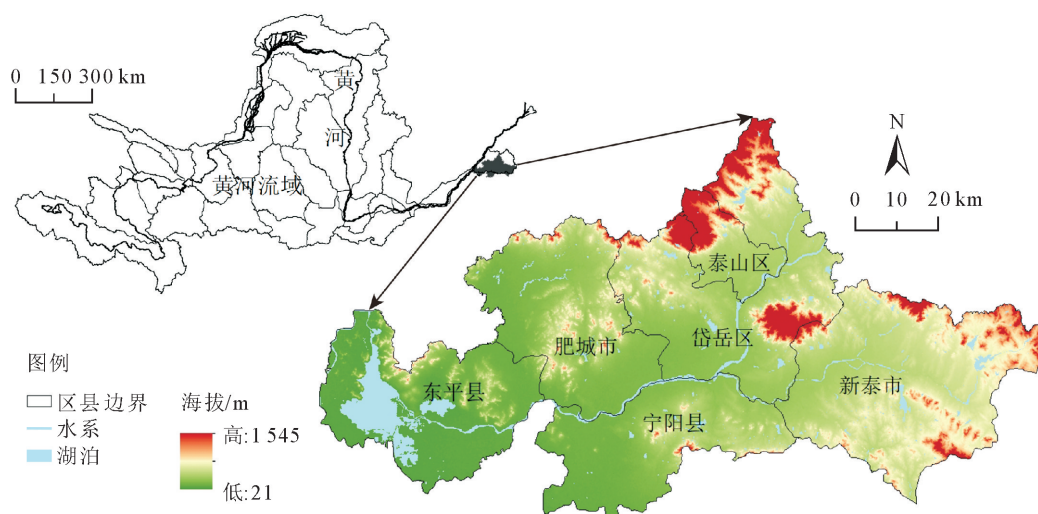 0 150 300 km
黄
河
黄河流域
N
0 10 20 km
泰山区
岱岳区
肥城市
东平县
宁阳县
新泰市
图例
区县边界
水系
湖泊
海拔/m
高:1 545
低:21